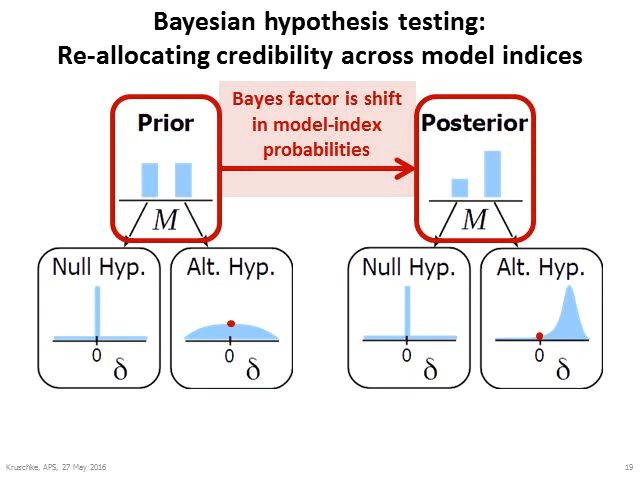 Bayesian hypothesis testing:
Re-allocating credibility across model indices
Prior
Bayes factor is shift
in model-index
probabilities
Posterior
M
M
Null Hyp.
Alt. Hyp.
Null Hyp.
Alt. Hyp.
0
δ
0
δ
0
δ
0
δ
Kruschke, APS, 27 May 2016
19